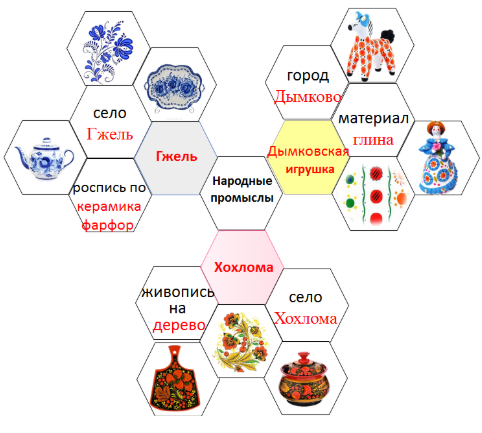 село
Гжель
Гжель
роспись по
керамика
фарфор
Народные
промыслы
город
Дымково
Дымковская
игрушка
материал
глина
Хохлома
живопись
на
дерево
село
Хохлома